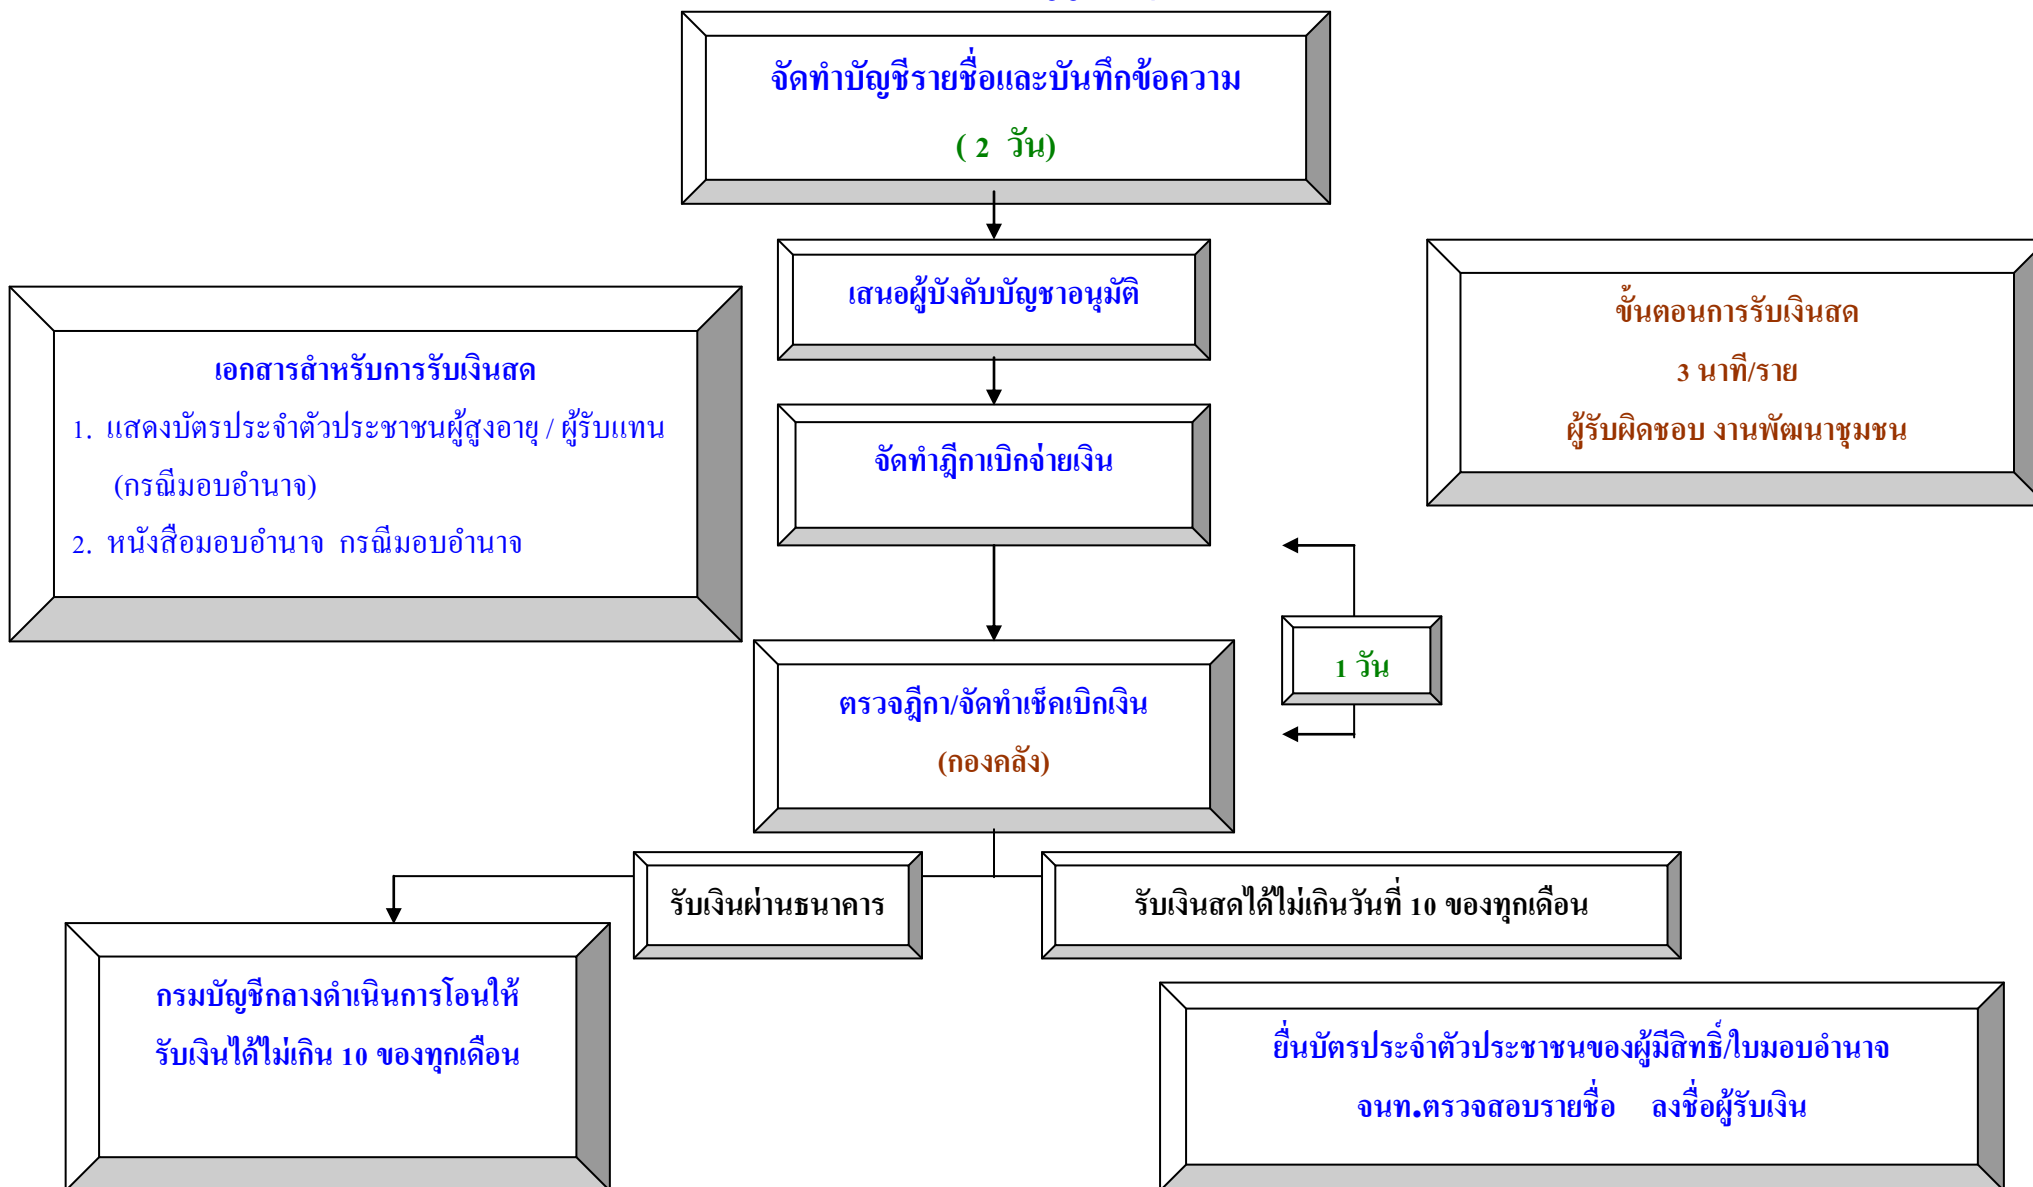 จัดทำบัญชีรายชื่อและบันทึกข้อความ
( 2 วัน)
เสนอผู้บังคับบัญชาอนุมัติ
ขั้นตอนการรับเงินสด
3 นาที/ราย
ผู้รับผิดชอบ งานพัฒนาชุมชน
เอกสารสำหรับการรับเงินสด
1. แสดงบัตรประจำตัวประชาชนผู้สูงอายุ / ผู้รับแทน
(กรณีมอบอำนาจ)
2. หนังสือมอบอำนาจ กรณีมอบอำนาจ
จัดทำฎีกาเบิกจ่ายเงิน
1 วัน
ตรวจฎีกา/จัดทำเช็คเบิกเงิน
(กองคลัง)
รับเงินผ่านธนาคาร
รับเงินสดได้ไม่เกินวันที่ 10 ของทุกเดือน
กรมบัญชีกลางดำเนินการโอนให้
รับเงินได้ไม่เกิน 10 ของทุกเดือน
ยื่นบัตรประจำตัวประชาชนของผู้มีสิทธิ์/ใบมอบอำนาจ
จนท.ตรวจสอบรายชื่อ ลงชื่อผู้รับเงิน